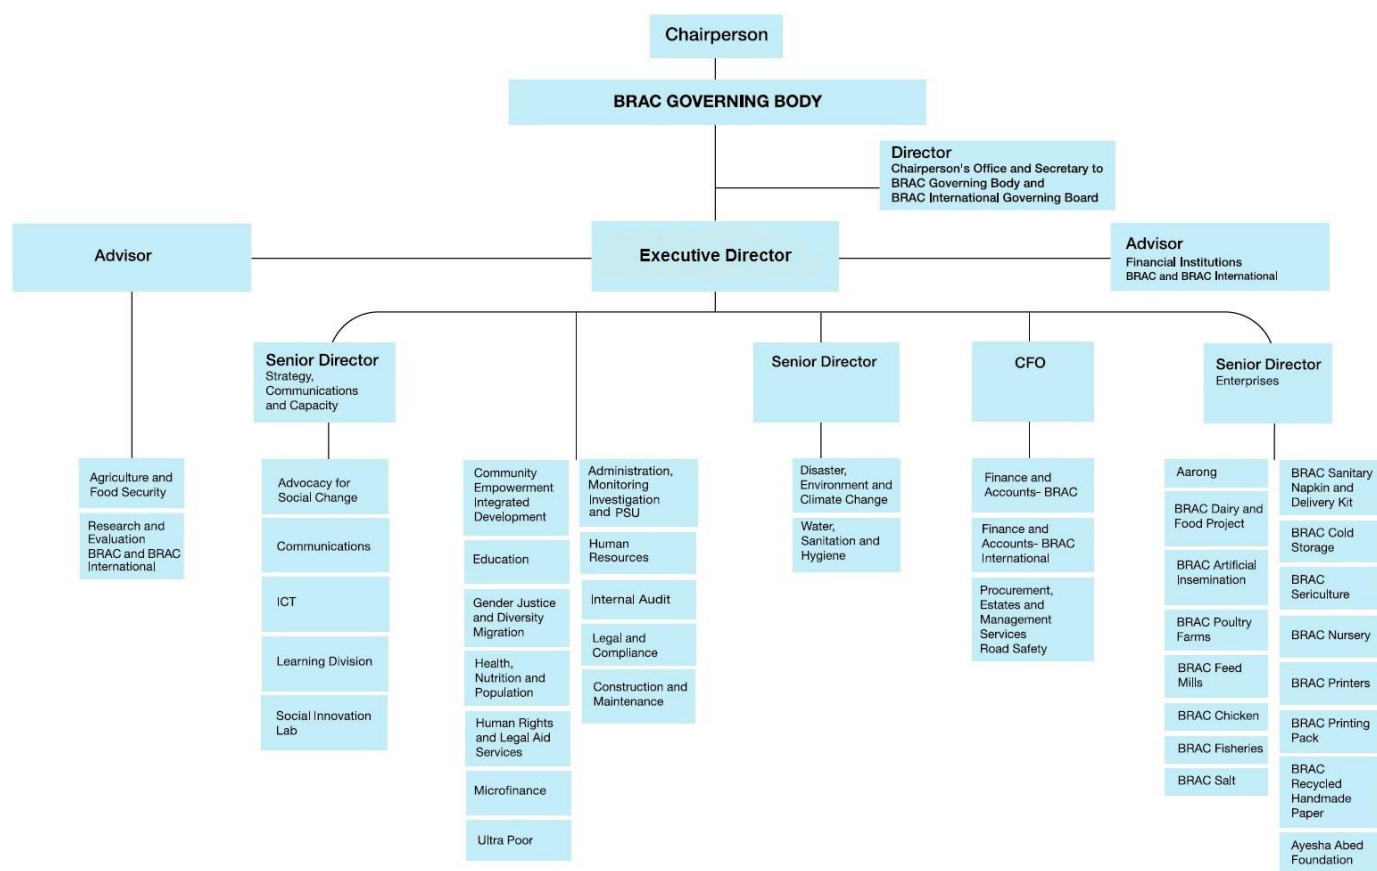 Chairperson
BRAC GOVERNING BODY
Director
Chairperson's Office and Secretary to
BRAC Governing Body and
BRAC International Governing Board
Advisor
Executive Director
Advisor
Financial Institutions
BRAC and BRAC International
Senior Director
Strategy,
Communications
and Capacity
Senior Director
CFO
Senior Director
Enterprises
Agriculture and
Food Security
Research and
Evaluation
BRAC and BRAC
International
Advocacy for
Social Change
Communications
ICT
Learning Division
Social Innovation
Lab
Community
Empowerment
Integrated
Development
Education
Gender Justice
and Diversity
Migration
Health,
Nutrition and
Population
Human Rights
and Legal Aid
Services
Microfinance
Ultra Poor
Administration,
Monitoring
Investigation
and PSU
Human
Resources
Internal Audit
Legal and
Compliance
Construction and
Maintenance
Disaster,
Environment and
Climate Change
Water,
Sanitation and
Hygiene
Finance and
Accounts- BRAC
Finance and
Accounts- BRAC
International
Procurement,
Estates and
Management
Services
Road Safety
Aarong
BRAC Dairy and
Food Project
BRAC Artificial
Insemination
BRAC Poultry
Farms
BRAC Feed
Mills
BRAC Chicken
BRAC Fisheries
BRAC Salt
BRAC Sanitary
Napkin and
Delivery Kit
BRAC Cold
Storage
BRAC
Sericulture
BRAC Nursery
BRAC Printers
BRAC Printing
Pack
BRAC
Recycled
Handmade
Paper
Ayesha Abed
Foundation